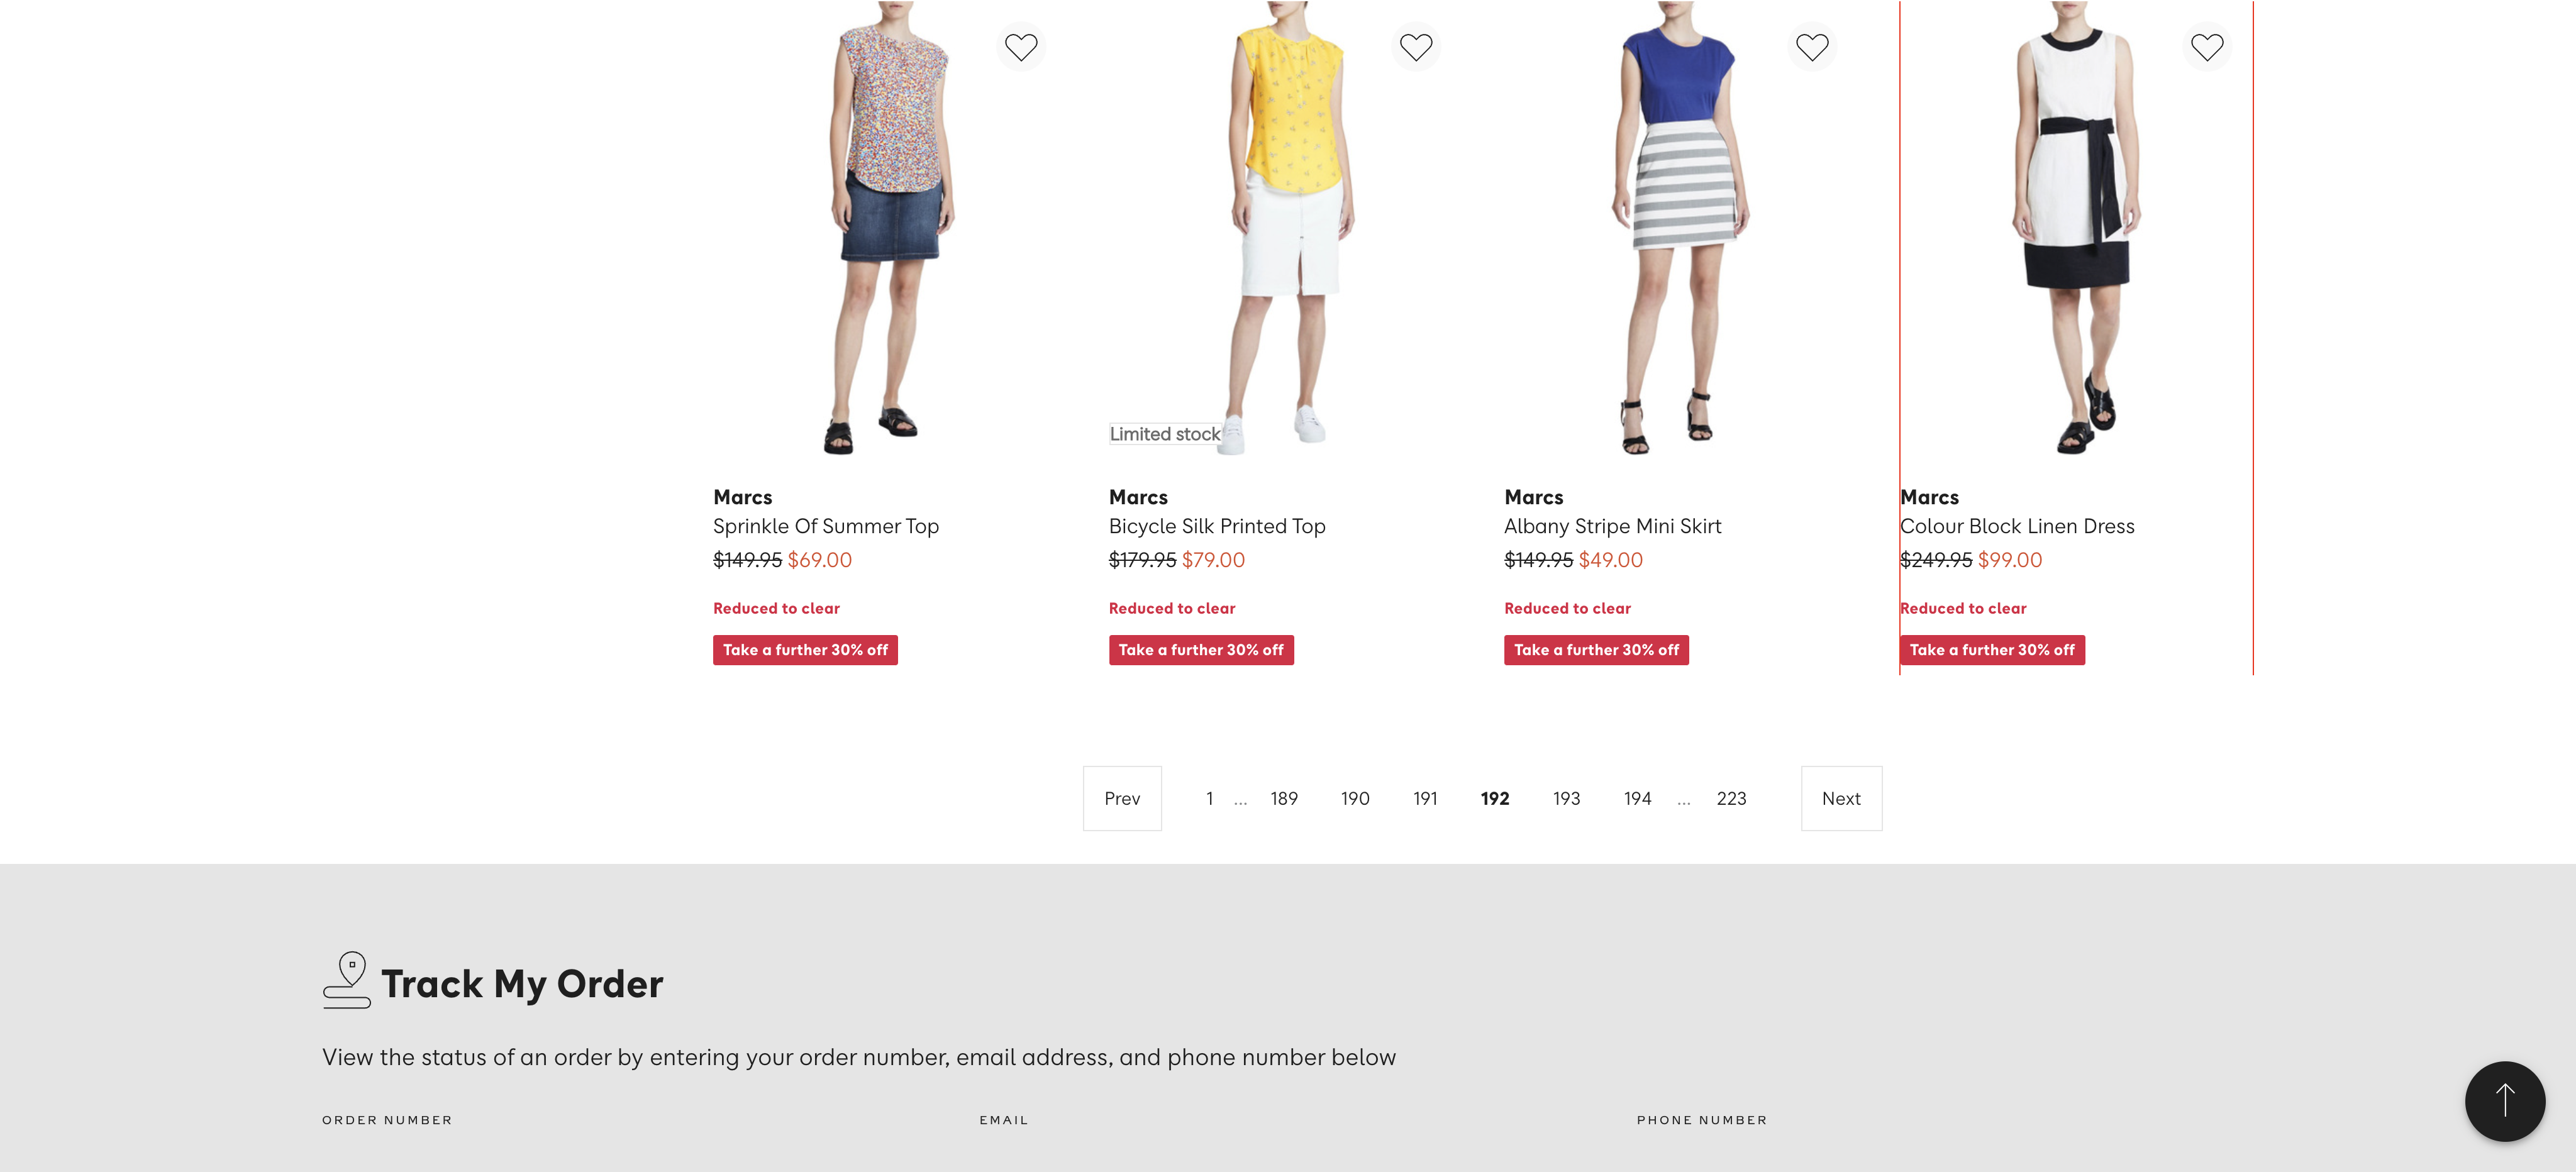 Limited stock
Marcs
Sprinkle Of Summer Top
$149.95 $69.00
Reduced to clear
Take a further 30% off
Marcs
Bicycle Silk Printed Top
$179.95 $79.00
Reduced to clear
Take a further 30% off
Marcs
Albany Stripe Mini Skirt
$149.95 $49.00
Reduced to clear
Take a further 30% off
Marcs
Colour Block Linen Dress
$249.95 $99.00
Reduced to clear
Take a further 30% off
Prev 1 ... 189 190 191 192 193 194 ... 223 Next
Track My Order
View the status of an order by entering your order number, email address, and phone number below
ORDER NUMBER EMAIL PHONE NUMBER